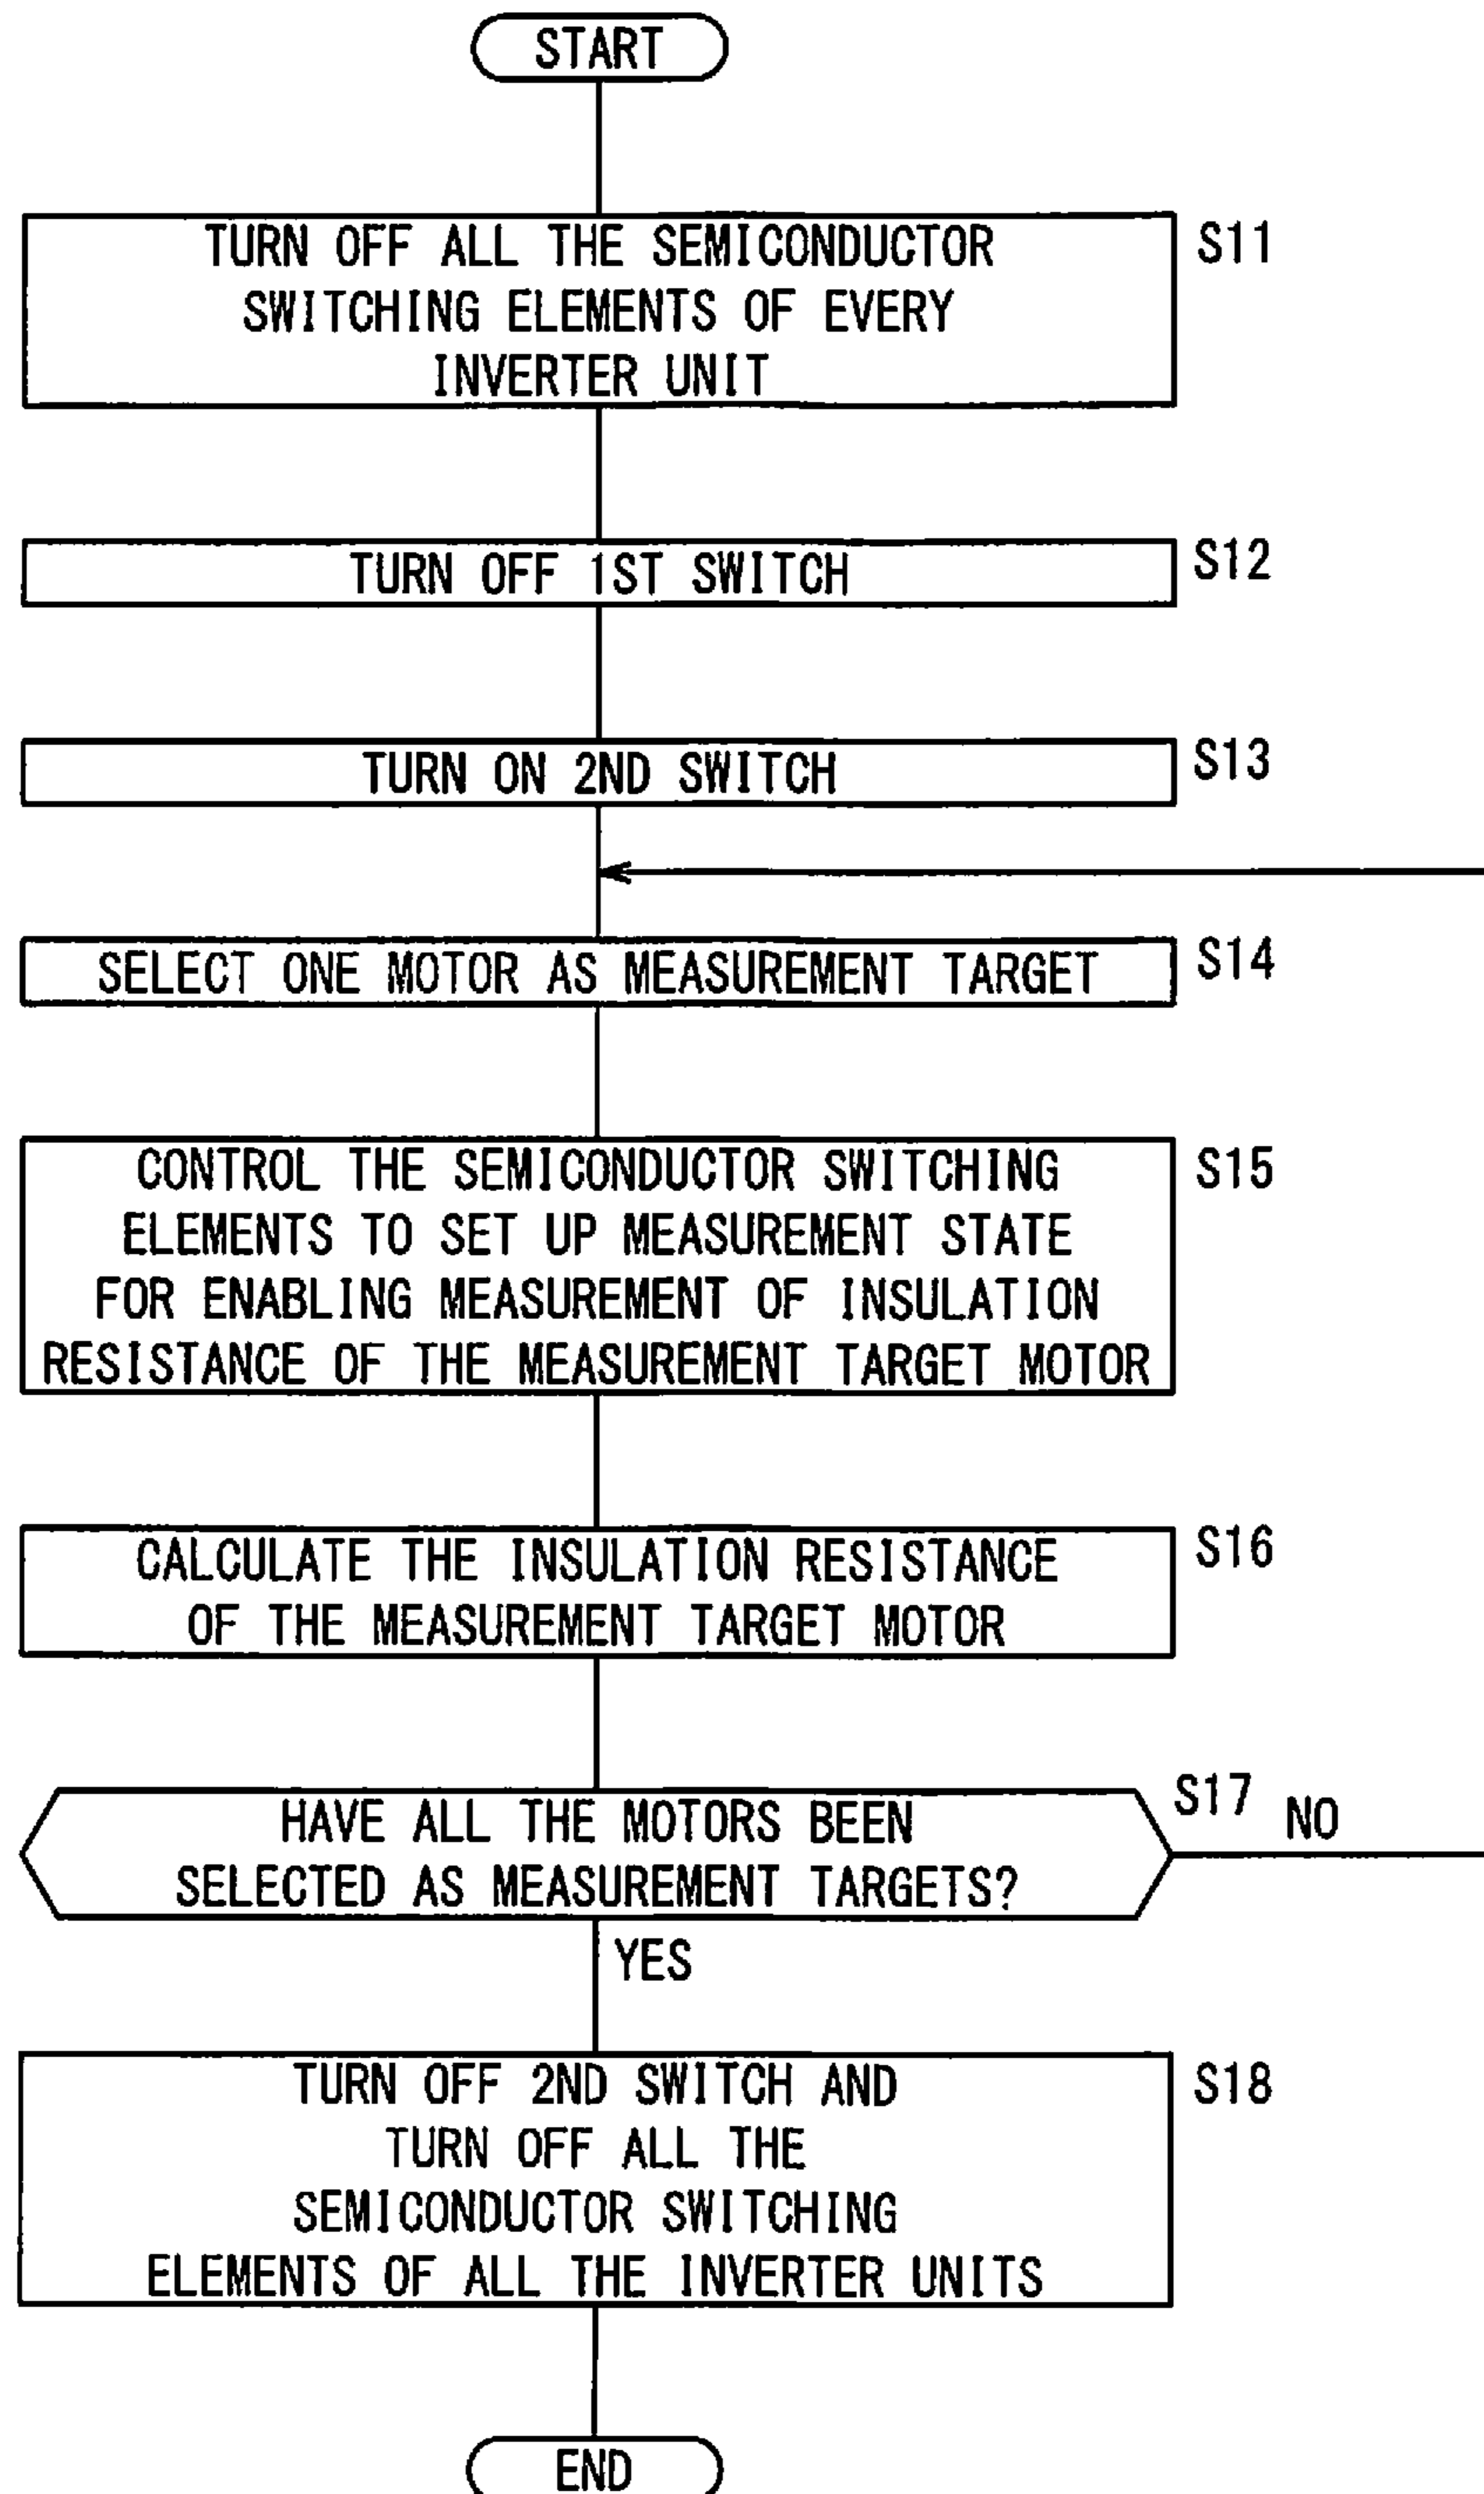 START
TURN OFF ALL THE SEMICONDUCTOR
SWITCHING ELEMENTS OF EVERY
INVERTER UNIT
S11
TURN OFF 1ST SWITCH
S12
TURN ON 2ND SWITCH
S13
SELECT ONE MOTOR AS MEASUREMENT TARGET
S14
CONTROL THE SEMICONDUCTOR SWITCHING
ELEMENTS TO SET UP MEASUREMENT STATE
FOR ENABLING MEASUREMENT OF INSULATION
RESISTANCE OF THE MEASUREMENT TARGET MOTOR
S15
CALCULATE THE INSULATION RESISTANCE
OF THE MEASUREMENT TARGET MOTOR
S16
HAVE ALL THE MOTORS BEEN
SELECTED AS MEASUREMENT TARGETS?
S17
NO
YES
TURN OFF 2ND SWITCH AND
TURN OFF ALL THE
SEMICONDUCTOR SWITCHING
ELEMENTS OF ALL THE INVERTER UNITS
S18
END